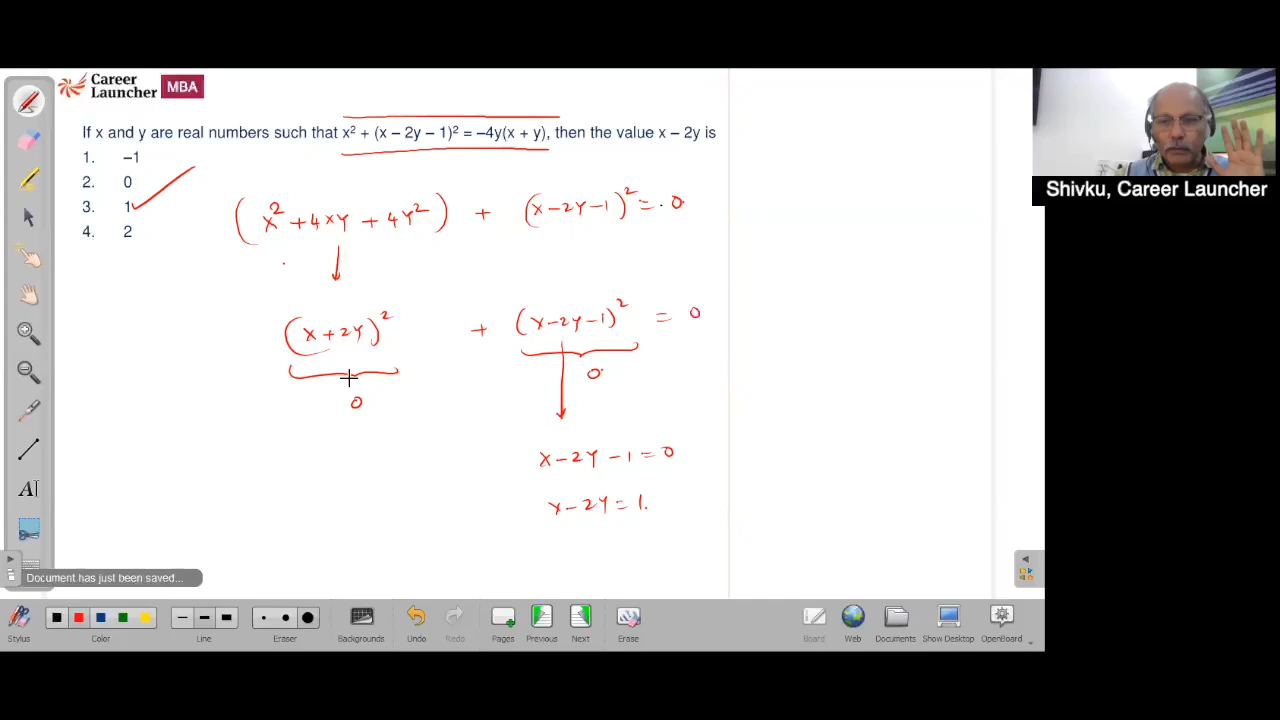 Career
Launcher MBA
If x and y are real numbers such that x² + (x – 2y – 1)² = –4y(x + y), then the value x – 2y is
1. –1
2. 0
3. 1
4. 2
(x² + 4xy + 4y²) + (x – 2y – 1)² = 0
(x + 2y)² + (x – 2y – 1)² = 0
0 0
x – 2y – 1 = 0
x – 2y = 1.
Shivku, Career Launcher
A
Document has just been saved...
Stylus Color Line Eraser Backgrounds Undo Redo Pages Previous Next Erase Board Web Documents Show Desktop OpenBoard